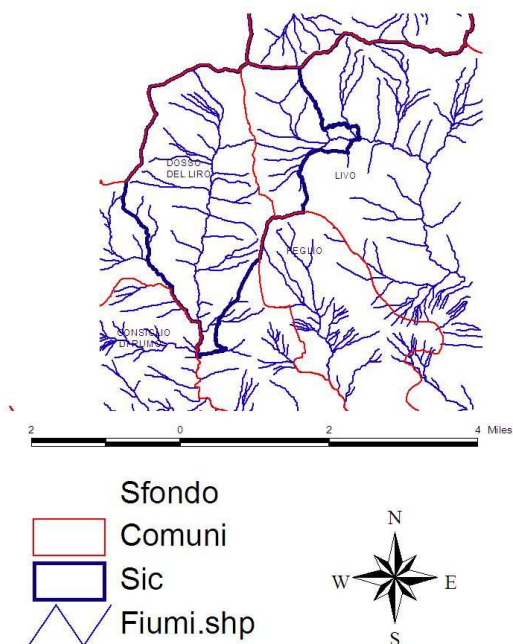 DOSSO
DEL LIRO
LIVO
PEGLIO
CONSIGLIO
DI RUMO
2 0 2 4 Miles
Sfondo
Comuni
Sic
Fiumi.shp
N
W E
S